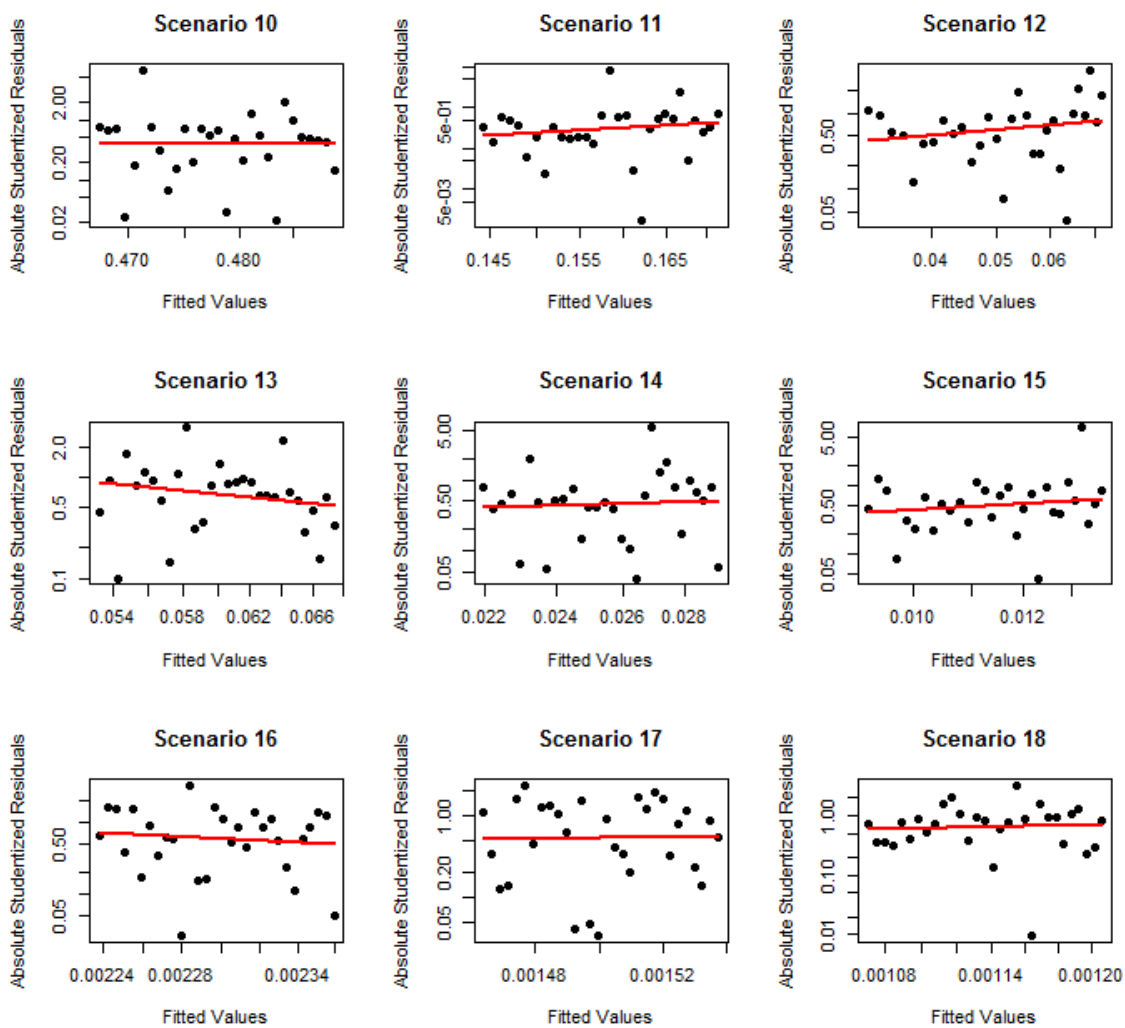 Scenario 10
Absolute Studentized Residuals
0.02 0.20 2.00
0.470 0.480
Fitted Values
Scenario 11
Absolute Studentized Residuals
5e-03 5e-01
0.145 0.155 0.165
Fitted Values
Scenario 12
Absolute Studentized Residuals
0.05 0.50
0.04 0.05 0.06
Fitted Values
Scenario 13
Absolute Studentized Residuals
0.1 0.5 2.0
0.054 0.058 0.062 0.066
Fitted Values
Scenario 14
Absolute Studentized Residuals
0.05 0.50 5.00
0.022 0.024 0.026 0.028
Fitted Values
Scenario 15
Absolute Studentized Residuals
0.05 0.50 5.00
0.010 0.012
Fitted Values
Scenario 16
Absolute Studentized Residuals
0.05 0.50
0.00224 0.00228 0.00234
Fitted Values
Scenario 17
Absolute Studentized Residuals
0.05 0.20 1.00
0.00148 0.00152
Fitted Values
Scenario 18
Absolute Studentized Residuals
0.01 0.10 1.00
0.00108 0.00114 0.00120
Fitted Values